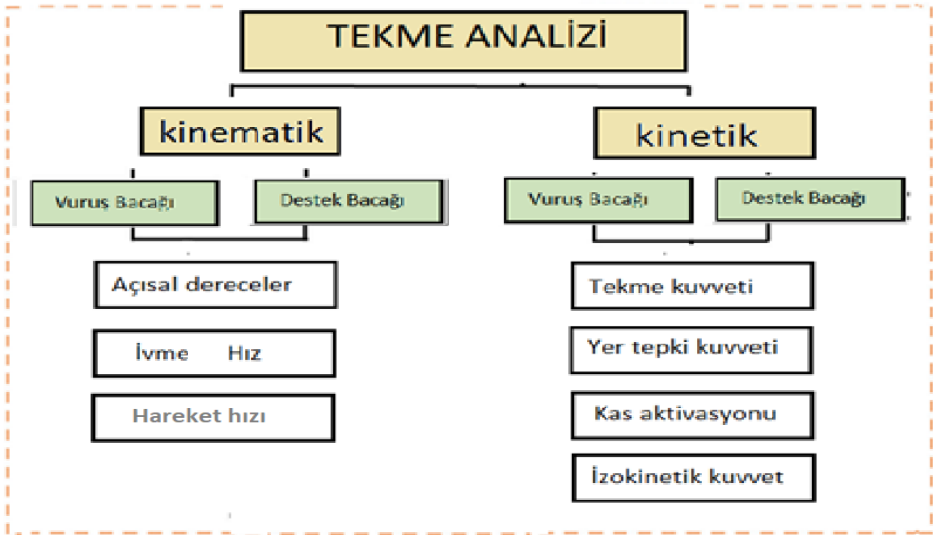 TEKME ANALİZİ
kinematik
kinetik
Vuruş Bacağı
Destek Bacağı
Vuruş Bacağı
Destek Bacağı
Açısal dereceler
İvme Hız
Hareket hızı
Tekme kuvveti
Yer tepki kuvveti
Kas aktivasyonu
İzokinetik kuvvet